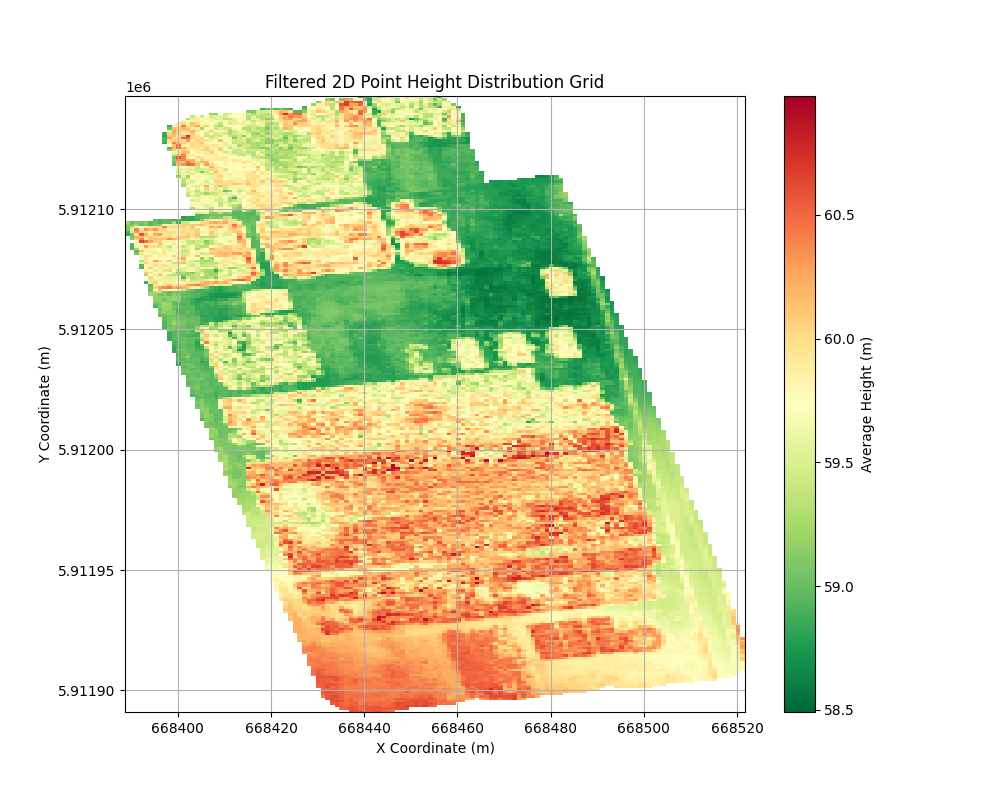 Filtered 2D Point Height Distribution Grid
1e6
5.91210
5.91205
5.91200
5.91195
5.91190
Y Coordinate (m)
668400 668420 668440 668460 668480 668500 668520
X Coordinate (m)
60.5
60.0
59.5
59.0
58.5
Average Height (m)